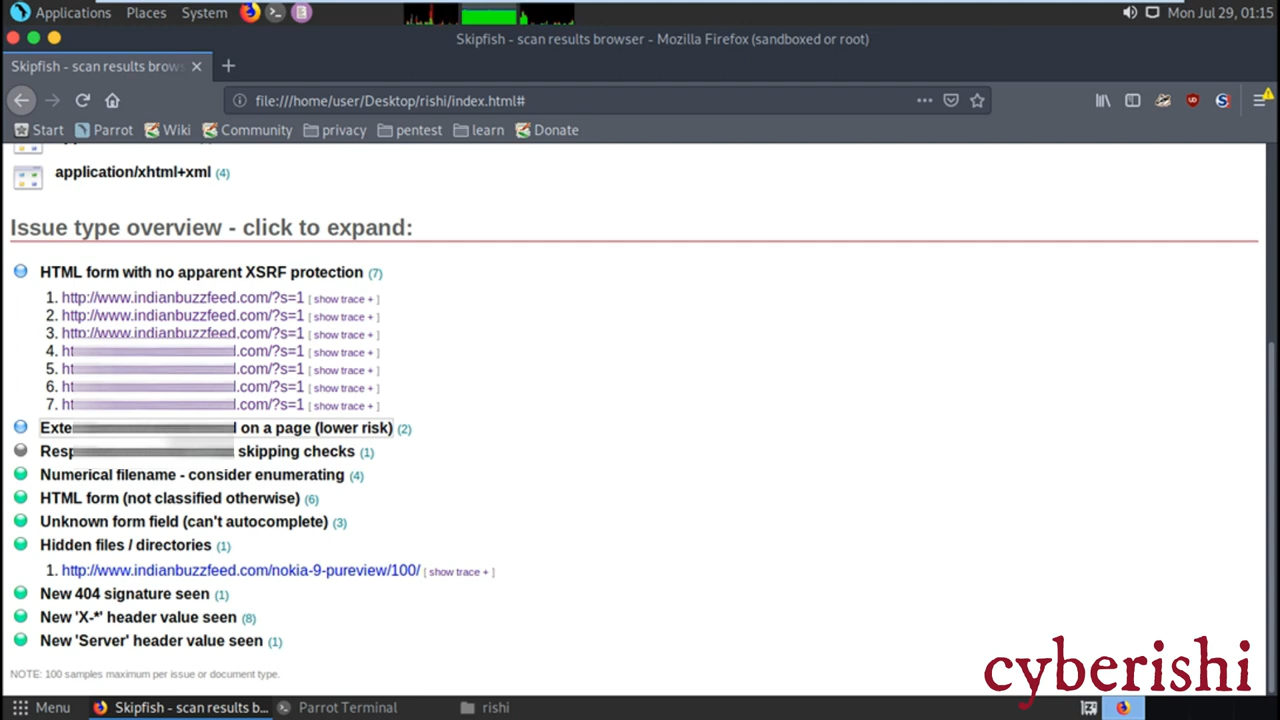 Applications Places System Mon Jul 29, 01:15
Skipfish - scan results browser - Mozilla Firefox (sandboxed or root)
Skipfish - scan results brows
file:///home/user/Desktop/rishi/index.html#
Start Parrot Wiki Community privacy pentest learn Donate
application/xhtml+xml (4)
Issue type overview - click to expand:
HTML form with no apparent XSRF protection (7)
1. http://www.indianbuzzfeed.com/?s=1 [ show trace + ]
2. http://www.indianbuzzfeed.com/?s=1 [ show trace + ]
3. http://www.indianbuzzfeed.com/?s=1 [ show trace + ]
4. ht d.com/?s=1 [ show trace + ]
5. ht d.com/?s=1 [ show trace + ]
6. ht d.com/?s=1 [ show trace + ]
7. ht d.com/?s=1 [ show trace + ]
Exte on a page (lower risk) (2)
Resp skipping checks (1)
Numerical filename - consider enumerating (4)
HTML form (not classified otherwise) (6)
Unknown form field (can't autocomplete) (3)
Hidden files / directories (1)
1. http://www.indianbuzzfeed.com/nokia-9-pureview/100/ [ show trace + ]
New 404 signature seen (1)
New 'X-*' header value seen (8)
New 'Server' header value seen (1)
NOTE: 100 samples maximum per issue or document type.
cyberishi
Menu Skipfish - scan results b... Parrot Terminal rishi